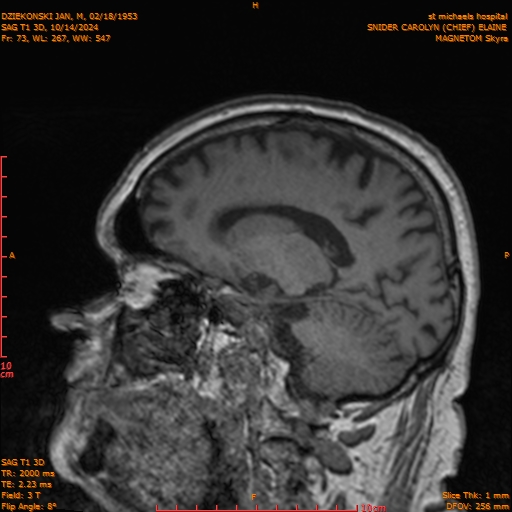 H
DZIEKONSKI JAN, M, 02/18/1953
SAG T1 3D, 10/14/2024
Fr: 73, WL: 267, WW: 547
st michaels hospital
SNIDER CAROLYN (CHIEF) ELAINE
MAGNETOM Skyra
A
P
10
cm
SAG T1 3D
TR: 2000 ms
TE: 2.23 ms
Field: 3 T
Flip Angle: 8°
F
10cm
Slice Thk: 1 mm
DFOV: 256 mm